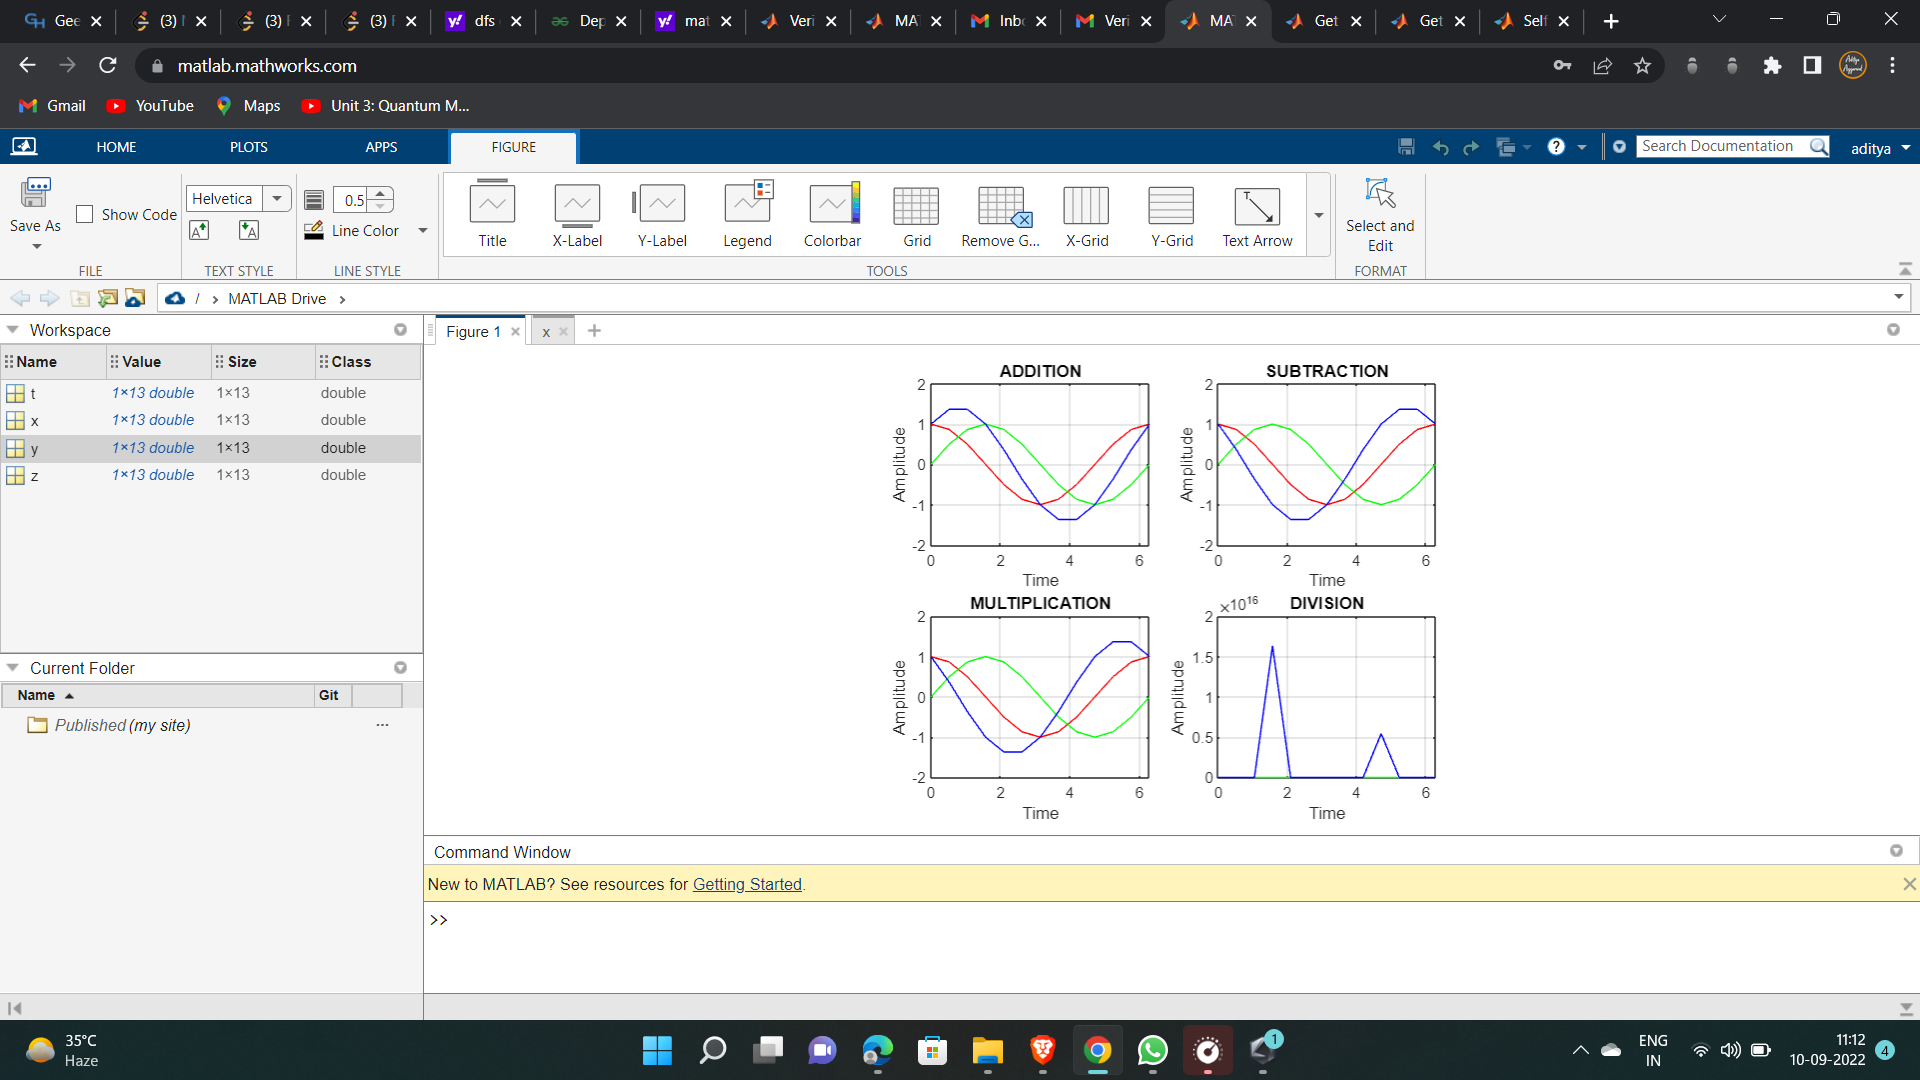 Gee
(3)
(3)
(3)
dfs
Dep
mat
Veri
MA
Inbo
Veri
MA
Get
Get
Self
matlab.mathworks.com
Gmail
YouTube
Maps
Unit 3: Quantum M...
HOME
PLOTS
APPS
FIGURE
Search Documentation
aditya
Save As
Show Code
Helvetica
0.5
Line Color
Title
X-Label
Y-Label
Legend
Colorbar
Grid
Remove G...
X-Grid
Y-Grid
Text Arrow
Select and
Edit
FILE
TEXT STYLE
LINE STYLE
TOOLS
FORMAT
/ › MATLAB Drive ›
Workspace
Name Value Size Class
t 1×13 double 1×13 double
x 1×13 double 1×13 double
y 1×13 double 1×13 double
z 1×13 double 1×13 double
Current Folder
Name Git
Published (my site) ...
Figure 1
x
ADDITION
2
1
0
-1
-2
0 2 4 6
Amplitude
Time
SUBTRACTION
2
1
0
-1
-2
0 2 4 6
Amplitude
Time
MULTIPLICATION
2
1
0
-1
-2
0 2 4 6
Amplitude
Time
×10^16
DIVISION
2
1.5
1
0.5
0
0 2 4 6
Amplitude
Time
Command Window
New to MATLAB? See resources for Getting Started.
>>
35°C
Haze
1
ENG
IN
11:12
10-09-2022
4